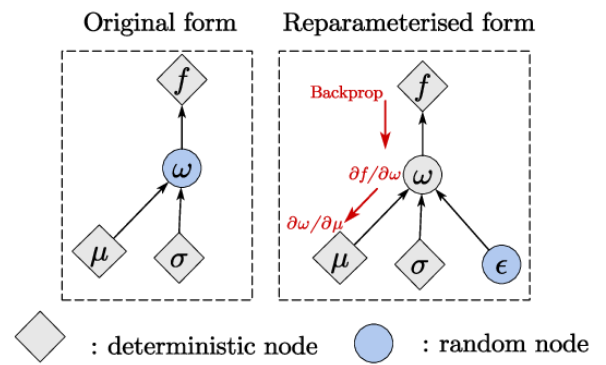 Original form
Reparameterised form
f
ω
μ
σ
f
Backprop
∂f/∂ω
ω
∂ω/∂μ
μ
σ
ϵ
: deterministic node
: random node